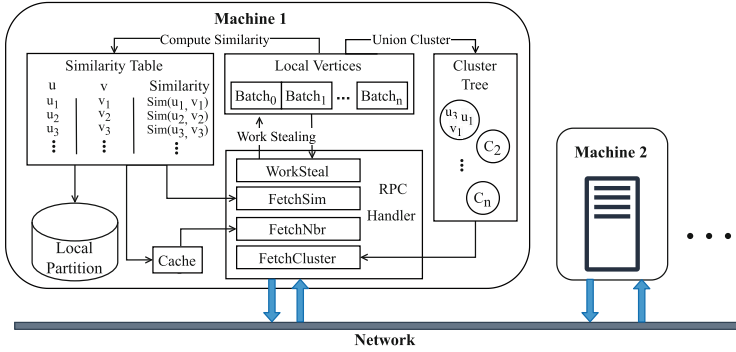 Machine 1
Compute Similarity
Union Cluster
Similarity Table
u v Similarity
u1 v1 Sim(u1, v1)
u2 v2 Sim(u2, v2)
u3 v3 Sim(u3, v3)
Local Vertices
Batch0 Batch1 ... Batchn
Cluster
Tree
u3 u1
v1
C2
Cn
Work Stealing
WorkSteal
FetchSim
FetchNbr
FetchCluster
RPC
Handler
Local
Partition
Cache
Machine 2
Network